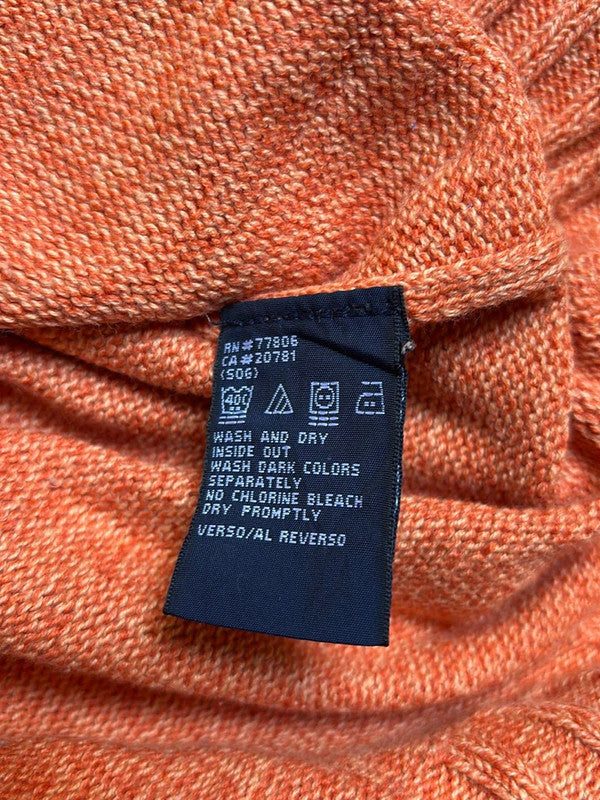 RN#77806
CA#20781
(SOG)
40C
WASH AND DRY
INSIDE OUT
WASH DARK COLORS
SEPARATELY
NO CHLORINE BLEACH
DRY PROMPTLY
VERSO/AL REVERSO